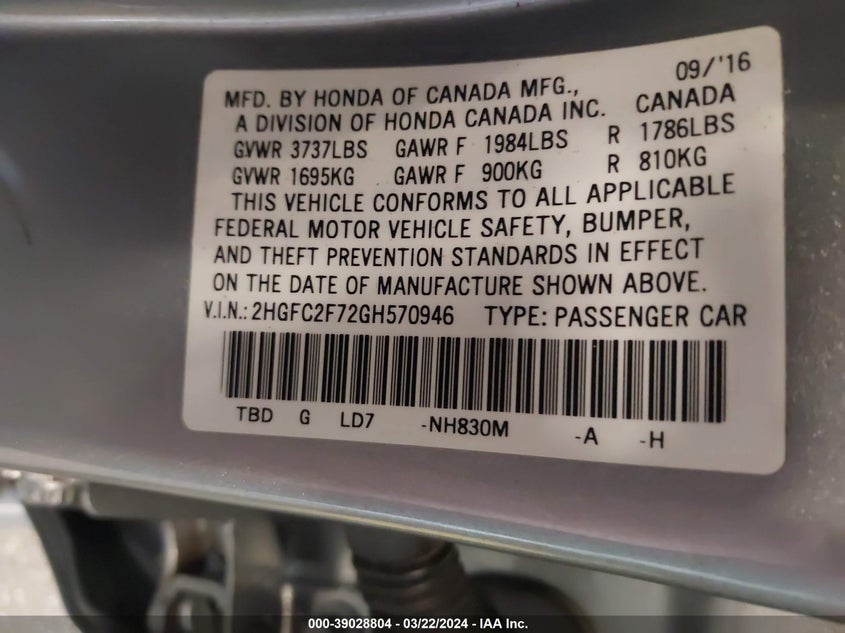 09/'16
MFD. BY HONDA OF CANADA MFG.,
A DIVISION OF HONDA CANADA INC. CANADA
GVWR 3737LBS GAWR F 1984LBS R 1786LBS
GVWR 1695KG GAWR F 900KG R 810KG
THIS VEHICLE CONFORMS TO ALL APPLICABLE
FEDERAL MOTOR VEHICLE SAFETY, BUMPER,
AND THEFT PREVENTION STANDARDS IN EFFECT
ON THE DATE OF MANUFACTURE SHOWN ABOVE.
V.I.N.: 2HGFC2F72GH570946 TYPE: PASSENGER CAR
TBD G LD7 -NH830M -A -H
000-39028804 / 03/22/2024 - IAA Inc.